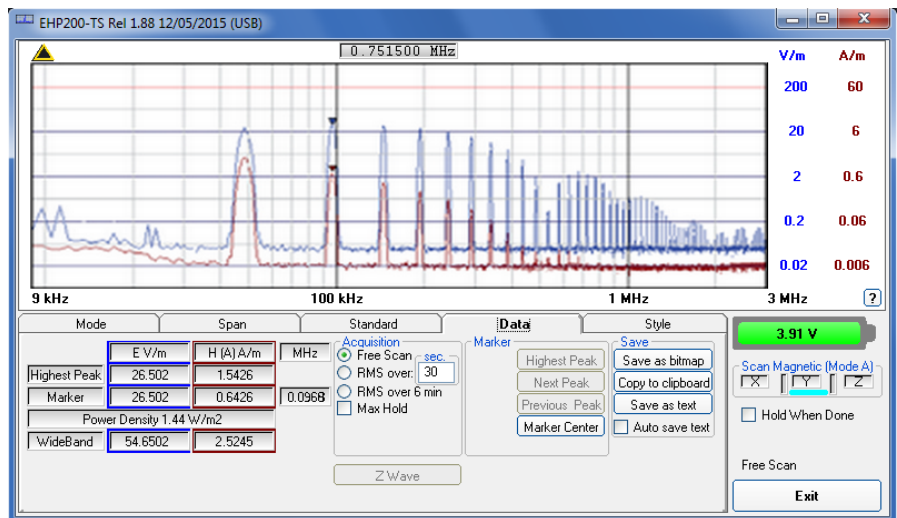 EHP200-TS Rel 1.88 12/05/2015 (USB)
0.751500 MHz
V/m A/m
200 60
20 6
2 0.6
0.2 0.06
0.02 0.006
9 kHz 100 kHz 1 MHz 3 MHz ?
Mode Span Standard Data Style
E V/m H (A) A/m MHz
Highest Peak 26.502 1.5426
Marker 26.502 0.6426 0.0968
Power Density 1.44 W/m2
WideBand 54.6502 2.5245
Acquisition
Free Scan sec.
RMS over: 30
RMS over 6 min
Max Hold
Z Wave
Marker
Highest Peak
Next Peak
Previous Peak
Marker Center
Save
Save as bitmap
Copy to clipboard
Save as text
Auto save text
3.91 V
Scan Magnetic (Mode A)
X Y Z
Hold When Done
Free Scan
Exit